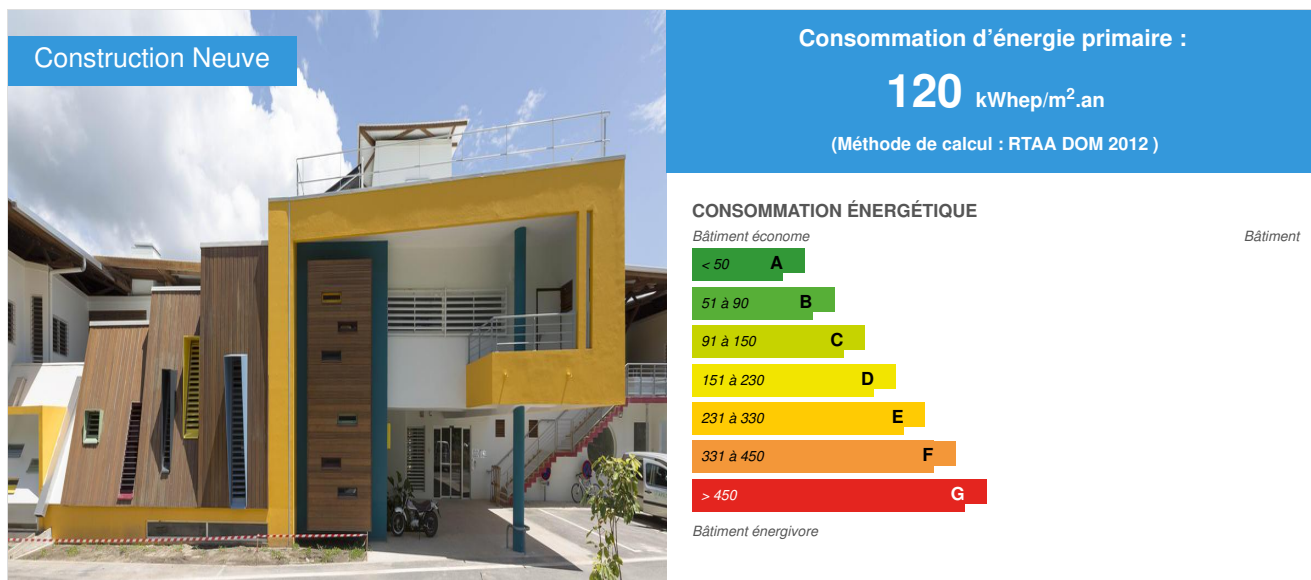 Construction Neuve
Consommation d'énergie primaire :
120 kWhep/m².an
(Méthode de calcul : RTAA DOM 2012 )
CONSOMMATION ÉNERGÉTIQUE
Bâtiment économe
Bâtiment
< 50 A
51 à 90 B
91 à 150 C
151 à 230 D
231 à 330 E
331 à 450 F
> 450 G
Bâtiment énergivore